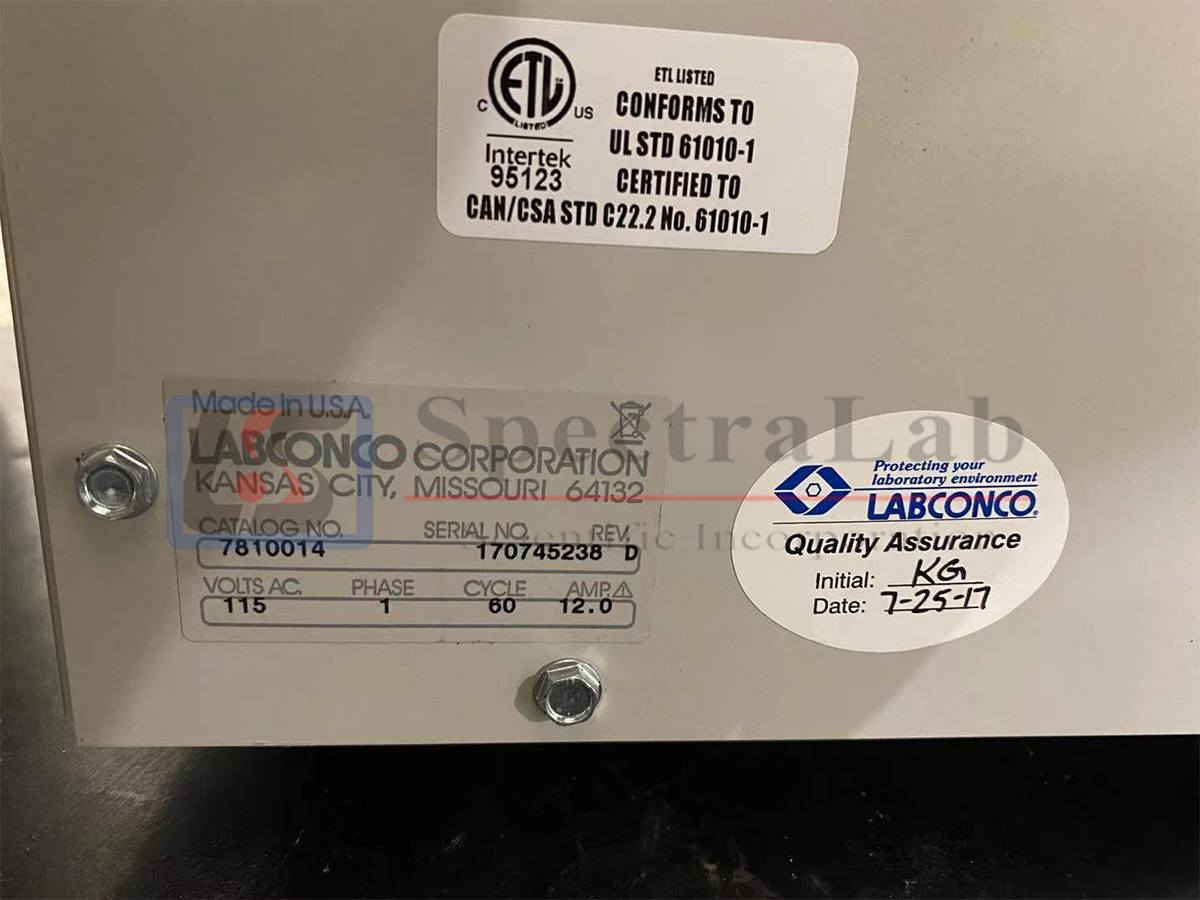 ETL
C
US
LISTED
Intertek
95123
ETL LISTED
CONFORMS TO
UL STD 61010-1
CERTIFIED TO
CAN/CSA STD C22.2 No. 61010-1
Made in U.S.A.
LABCONCO CORPORATION
KANSAS CITY, MISSOURI 64132
CATALOG NO. SERIAL NO. REV.
7810014 170745238 D
VOLTS AC. PHASE CYCLE AMP. ⚠
115 1 60 12.0
SpectraLab
Scientific Incorporation
Protecting your
laboratory environment
LABCONCO®
Quality Assurance
Initial: KG
Date: 7-25-17